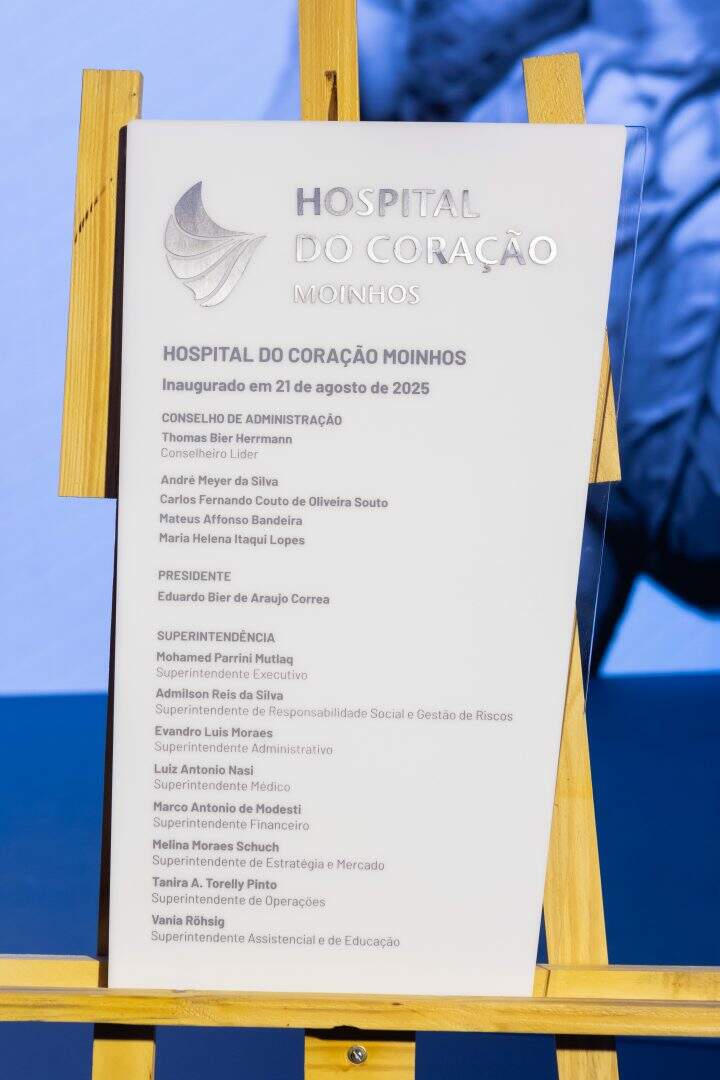 HOSPITAL
DO CORAÇÃO
MOINHOS
HOSPITAL DO CORAÇÃO MOINHOS
Inaugurado em 21 de agosto de 2025
CONSELHO DE ADMINISTRAÇÃO
Thomas Bier Herrmann
Conselheiro Líder
André Meyer da Silva
Carlos Fernando Couto de Oliveira Souto
Mateus Affonso Bandeira
Maria Helena Itaqui Lopes
PRESIDENTE
Eduardo Bier de Araujo Correa
SUPERINTENDÊNCIA
Mohamed Parrini Mutlaq
Superintendente Executivo
Admilson Reis da Silva
Superintendente de Responsabilidade Social e Gestão de Riscos
Evandro Luis Moraes
Superintendente Administrativo
Luiz Antonio Nasi
Superintendente Médico
Marco Antonio de Modesti
Superintendente Financeiro
Melina Moraes Schuch
Superintendente de Estratégia e Mercado
Tanira A. Torelly Pinto
Superintendente de Operações
Vania Röhsig
Superintendente Assistencial e de Educação